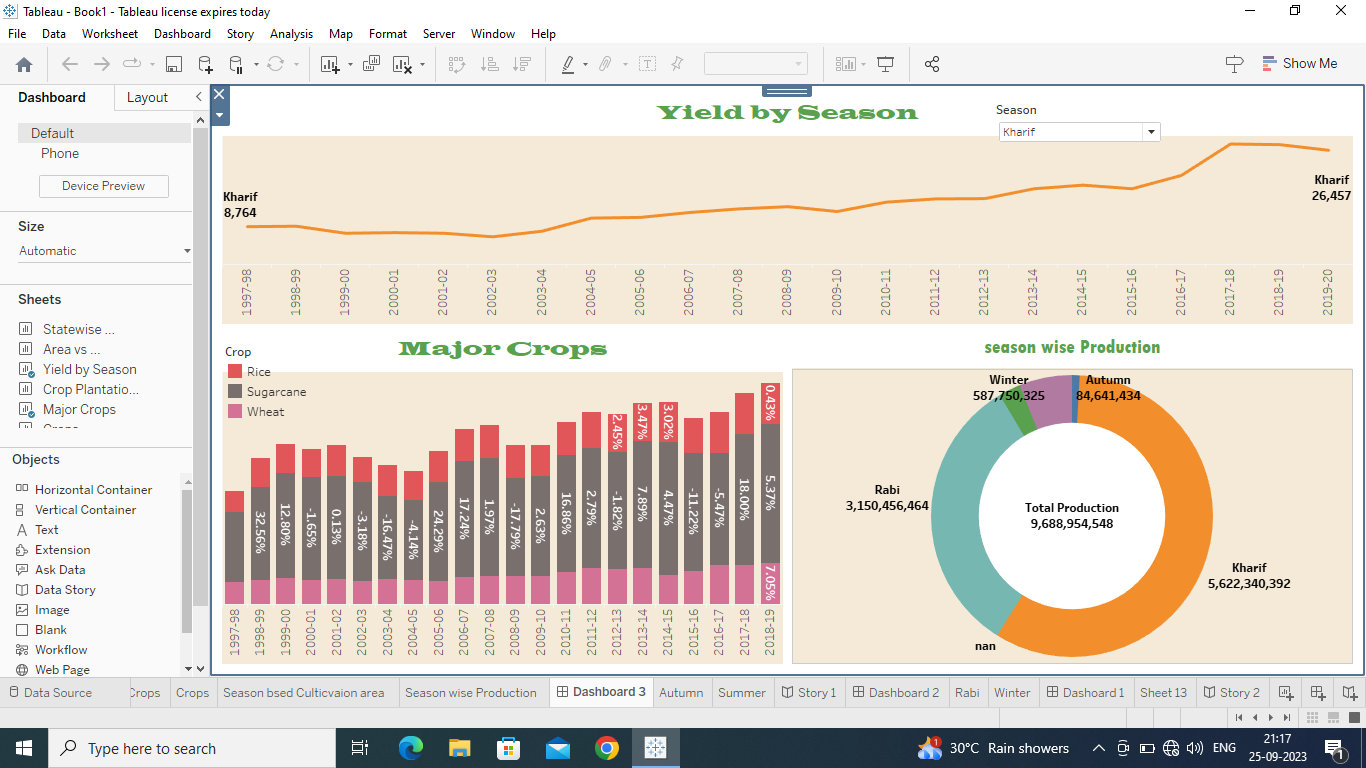 Tableau - Book1 - Tableau license expires today
File Data Worksheet Dashboard Story Analysis Map Format Server Window Help
Show Me
Dashboard Layout
Default
Phone
Device Preview
Size
Automatic
Sheets
Statewise ...
Area vs ...
Yield by Season
Crop Plantatio...
Major Crops
Objects
Horizontal Container
Vertical Container
Text
Extension
Ask Data
Data Story
Image
Blank
Workflow
Web Page
Yield by Season
Season
Kharif
Kharif
8,764
Kharif
26,457
1997-98 1998-99 1999-00 2000-01 2001-02 2002-03 2003-04 2004-05 2005-06 2006-07 2007-08 2008-09 2009-10 2010-11 2011-12 2012-13 2013-14 2014-15 2015-16 2016-17 2017-18 2018-19 2019-20
Major Crops
Crop
Rice
Sugarcane
Wheat
2.45% 3.47% 3.02% 0.43%
32.56% 12.80% -1.65% 0.13% -3.18% -16.47% -4.14% 24.29% 17.24% 1.97% -17.79% 2.63% 16.86% 2.79% -1.82% 7.89% 4.47% -11.22% -5.47% 18.00% 5.37%
7.05%
1997-98 1998-99 1999-00 2000-01 2001-02 2002-03 2003-04 2004-05 2005-06 2006-07 2007-08 2008-09 2009-10 2010-11 2011-12 2012-13 2013-14 2014-15 2015-16 2016-17 2017-18 2018-19
season wise Production
Winter
587,750,325
Autumn
84,641,434
Rabi
3,150,456,464
Total Production
9,688,954,548
Kharif
5,622,340,392
nan
Data Source Crops Crops Season bsed Culticvaion area Season wise Production Dashboard 3 Autumn Summer Story 1 Dashboard 2 Rabi Winter Dashoard 1 Sheet 13 Story 2
Type here to search
1
30°C Rain showers
ENG
21:17
25-09-2023
1